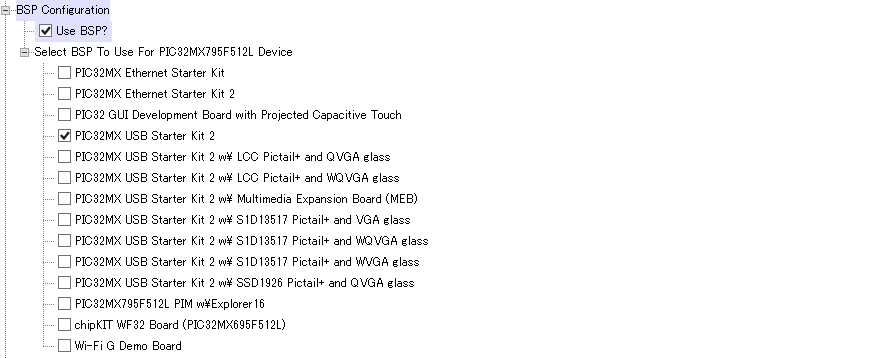 BSP Configuration
Use BSP?
Select BSP To Use For PIC32MX795F512L Device
PIC32MX Ethernet Starter Kit
PIC32MX Ethernet Starter Kit 2
PIC32 GUI Development Board with Projected Capacitive Touch
PIC32MX USB Starter Kit 2
PIC32MX USB Starter Kit 2 w¥ LCC Pictail+ and QVGA glass
PIC32MX USB Starter Kit 2 w¥ LCC Pictail+ and WQVGA glass
PIC32MX USB Starter Kit 2 w¥ Multimedia Expansion Board (MEB)
PIC32MX USB Starter Kit 2 w¥ S1D13517 Pictail+ and VGA glass
PIC32MX USB Starter Kit 2 w¥ S1D13517 Pictail+ and WQVGA glass
PIC32MX USB Starter Kit 2 w¥ S1D13517 Pictail+ and WVGA glass
PIC32MX USB Starter Kit 2 w¥ SSD1926 Pictail+ and QVGA glass
PIC32MX795F512L PIM w¥Explorer16
chipKIT WF32 Board (PIC32MX695F512L)
Wi-Fi G Demo Board